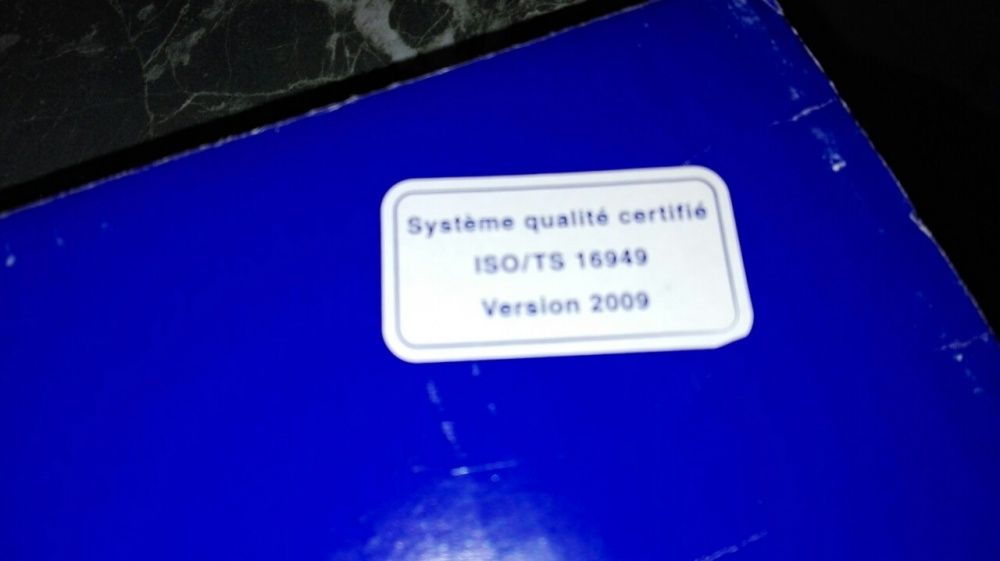 Système qualité certifié
ISO/TS 16949
Version 2009